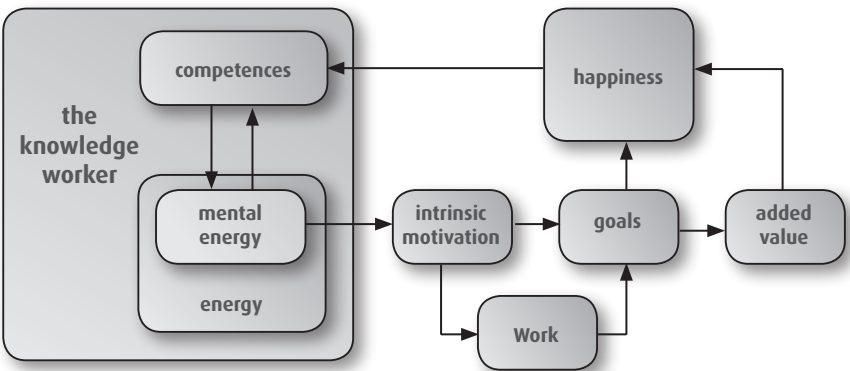 competences
happiness
the
knowledge
worker
mental
energy
intrinsic
motivation
goals
added
value
energy
Work